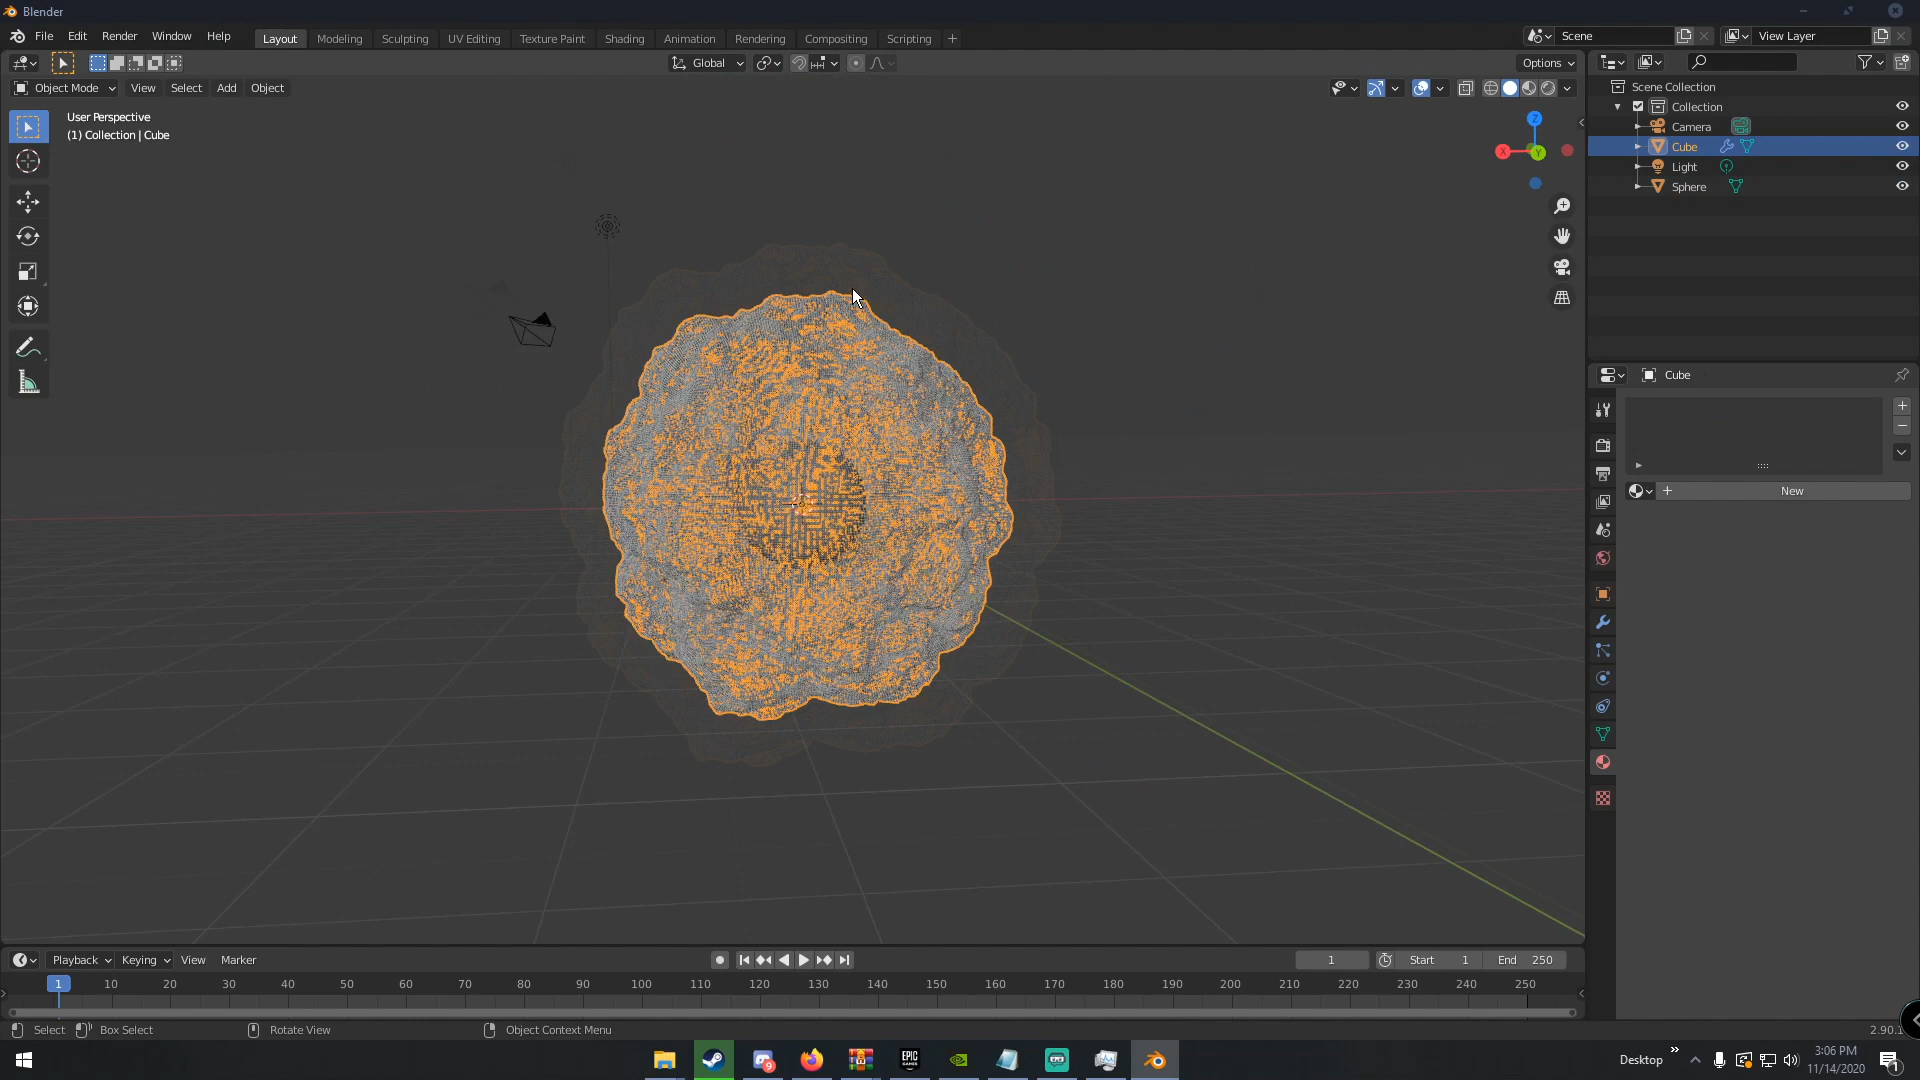 Blender
File Edit Render Window Help
Layout Modeling Sculpting UV Editing Texture Paint Shading Animation Rendering Compositing Scripting
Scene
View Layer
Global
Options
Object Mode View Select Add Object
User Perspective
(1) Collection | Cube
Z
X
Y
Scene Collection
Collection
Camera
Cube
Light
Sphere
Cube
New
Playback Keying View Marker
1
Start 1
End 250
1 10 20 30 40 50 60 70 80 90 100 110 120 130 140 150 160 170 180 190 200 210 220 230 240 250
Select
Box Select
Rotate View
Object Context Menu
2.90.1
EPIC
GAMES
9
Desktop
3:06 PM
11/14/2020
1